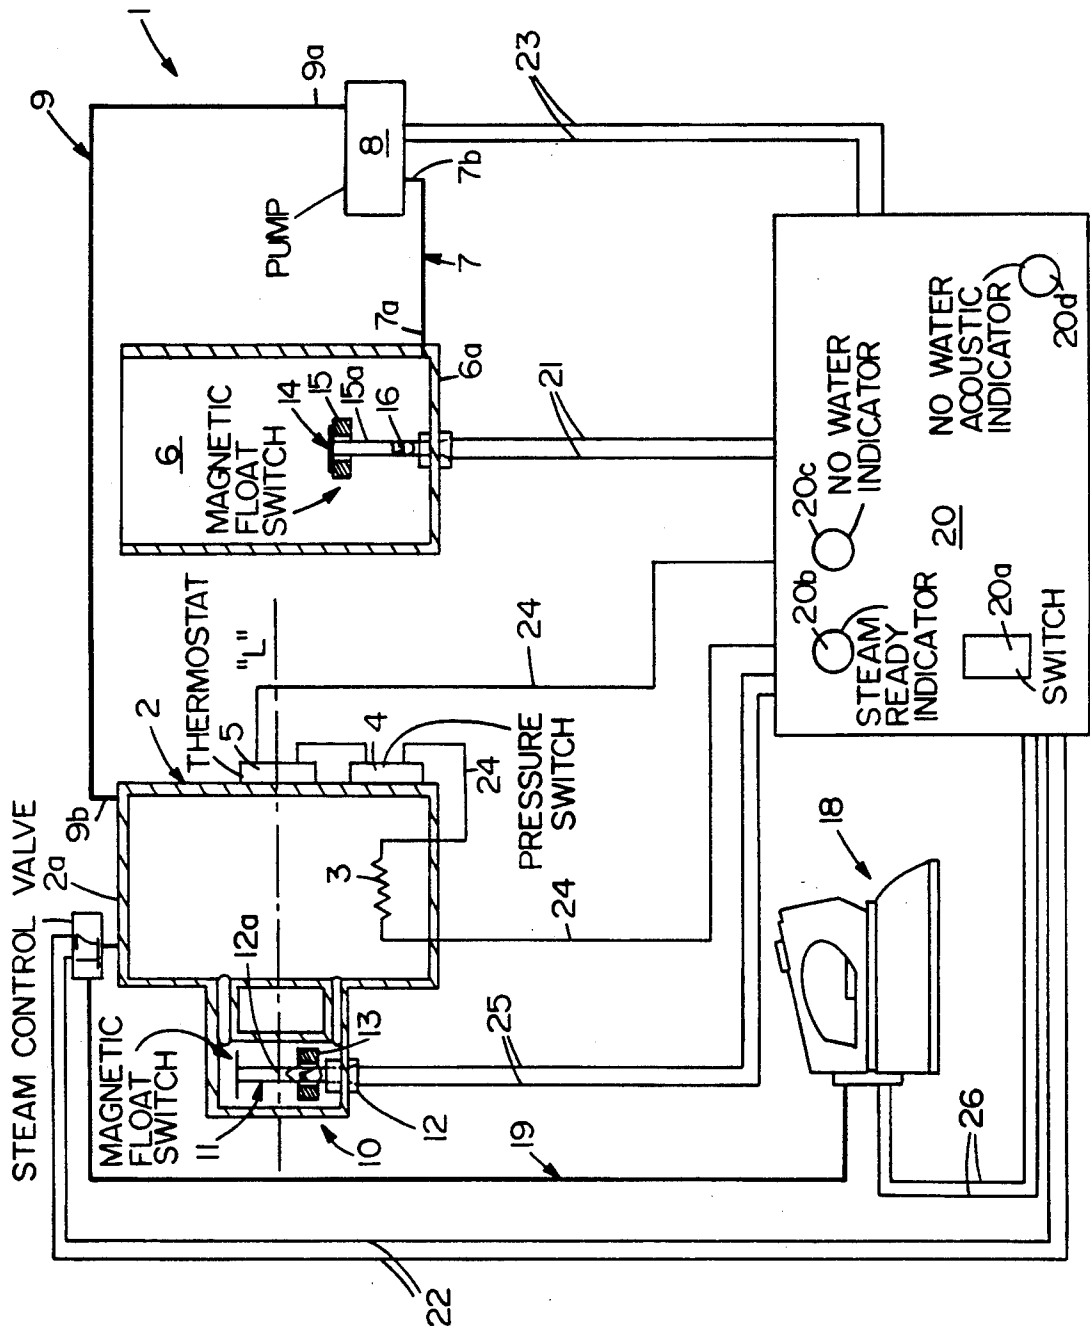 1
9
9a
23
8
7b
PUMP
7
7a
6a
6
MAGNETIC
FLOAT
SWITCH
14
15
15a
16
21
2
THERMOSTAT
5
"L"
24
4
24
PRESSURE
SWITCH
3
24
STEAM CONTROL VALVE
2a
9b
12a
MAGNETIC
FLOAT
SWITCH
11
13
10
12
25
19
18
26
22
20b
20c
STEAM
READY
INDICATOR
NO WATER
INDICATOR
NO WATER
ACOUSTIC
INDICATOR
20
20a
SWITCH
20d